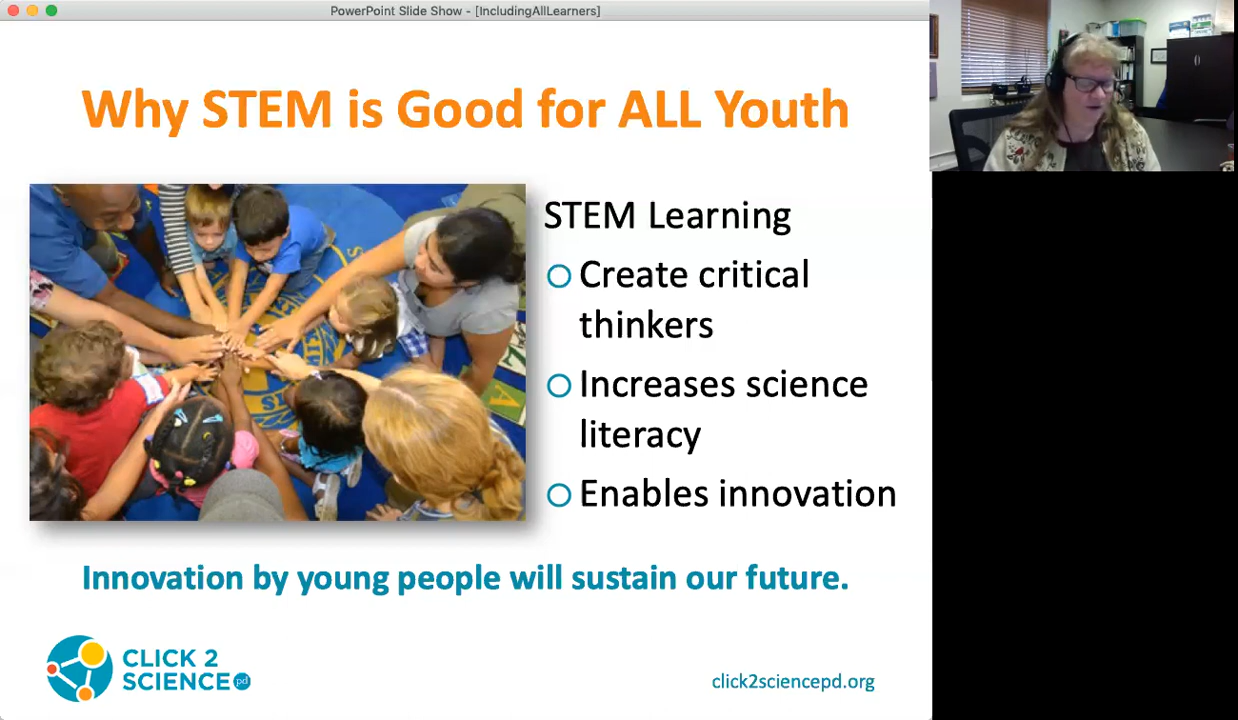 PowerPoint Slide Show - [IncludingAllLearners]
Why STEM is Good for ALL Youth
STEM Learning
Create critical
thinkers
Increases science
literacy
Enables innovation
Innovation by young people will sustain our future.
CLICK 2
SCIENCE pd
click2sciencepd.org